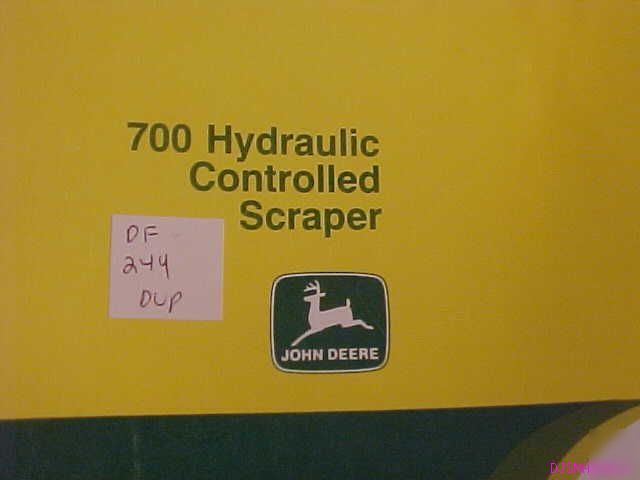 700 Hydraulic
Controlled
Scraper
DF -
244
DUP
JOHN DEERE